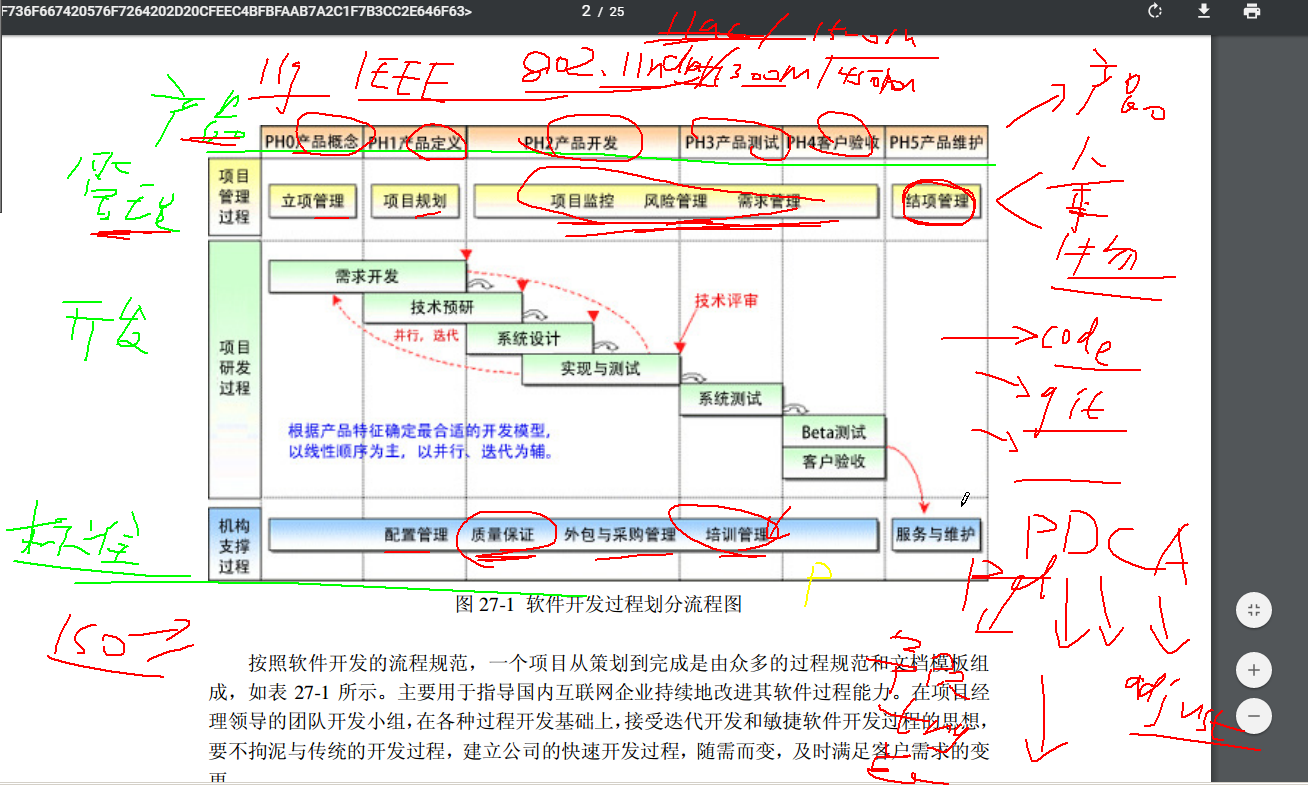 F736F667420576F7264202D20CFEEC4BFBFAAB7A2C1F7B3CC2E646F63>
2 / 25
11g IEEE 802.11n
产品
产品
PH0产品概念 PH1产品定义 PH2产品开发 PH3产品测试 PH4客户验收 PH5产品维护
项目
管理
过程
立项管理 项目规划 项目监控 风险管理 需求管理 结项管理
管理
人
事
物
开发
项目
研发
过程
需求开发
技术预研
并行，迭代
系统设计
技术评审
实现与测试
系统测试
Beta测试
客户验收
根据产品特征确定最合适的开发模型，
以线性顺序为主，以并行、迭代为辅。
code
git
机构
支撑
过程
配置管理 质量保证 外包与采购管理 培训管理 服务与维护
PDCA
P
ISO
图 27-1 软件开发过程划分流程图
按照软件开发的流程规范，一个项目从策划到完成是由众多的过程规范和文档模板组
成，如表 27-1 所示。主要用于指导国内互联网企业持续地改进其软件过程能力。在项目经
理领导的团队开发小组，在各种过程开发基础上，接受迭代开发和敏捷软件开发过程的思想，
要不拘泥与传统的开发过程，建立公司的快速开发过程，随需而变，及时满足客户需求的变
更
adjust